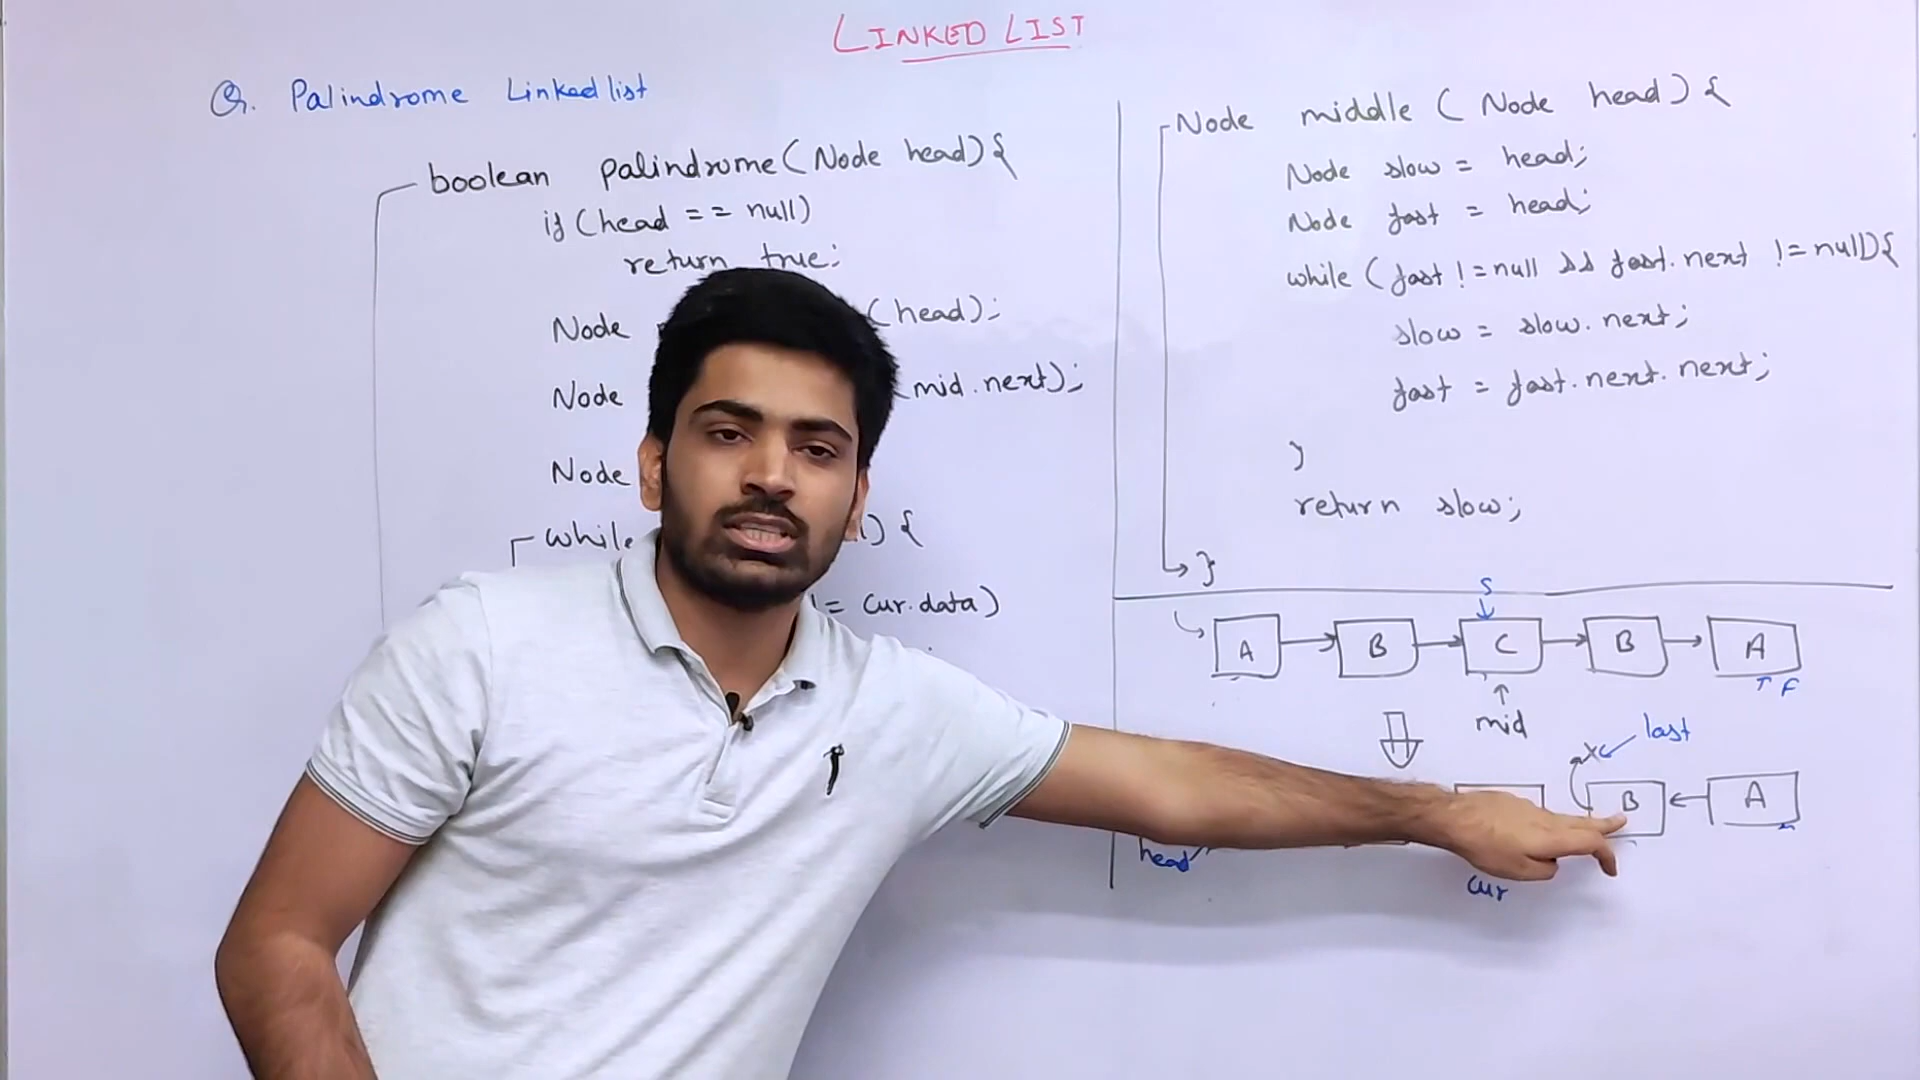 LINKED LIST
Q. Palindrome Linkedlist
boolean palindrome(Node head){
if (head == null)
return true;
Node (head);
Node (mid.next);
Node
while ) {
!= cur.data)
Node middle (Node head) {
Node slow = head;
Node fast = head;
while (fast != null && fast.next != null){
slow = slow.next;
fast = fast.next.next;
}
return slow;
}
S
A B C B A
F
mid
last
x
B A
head
cur